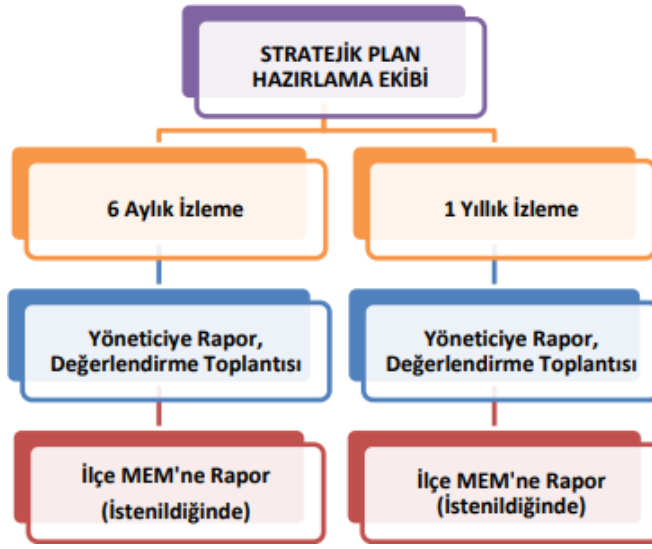 STRATEJİK PLAN
HAZIRLAMA EKİBİ
6 Aylık İzleme
1 Yıllık İzleme
Yöneticiye Rapor,
Değerlendirme Toplantısı
Yöneticiye Rapor,
Değerlendirme Toplantısı
İlçe MEM'ne Rapor
(İstenildiğinde)
İlçe MEM'ne Rapor
(İstenildiğinde)